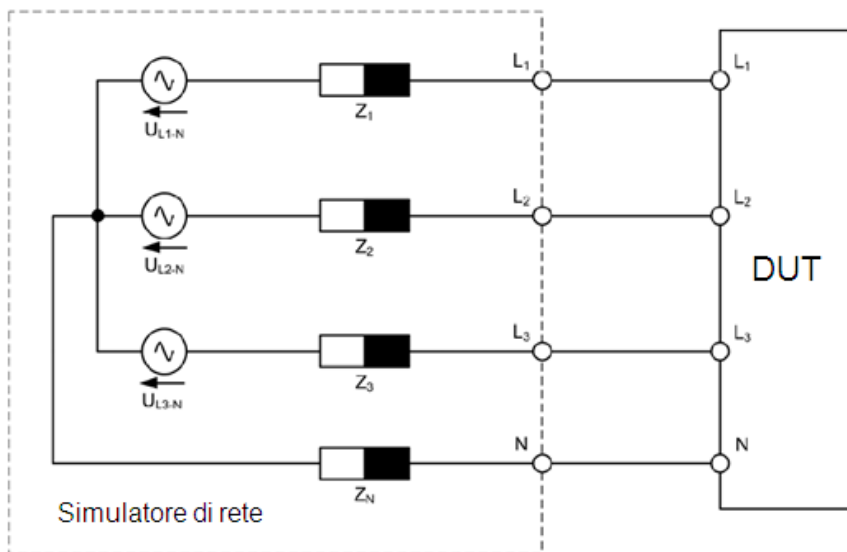 L1 L1
UL1-N Z1
L2 L2
UL2-N Z2
DUT
L3 L3
UL3-N Z3
N N
ZN
Simulatore di rete